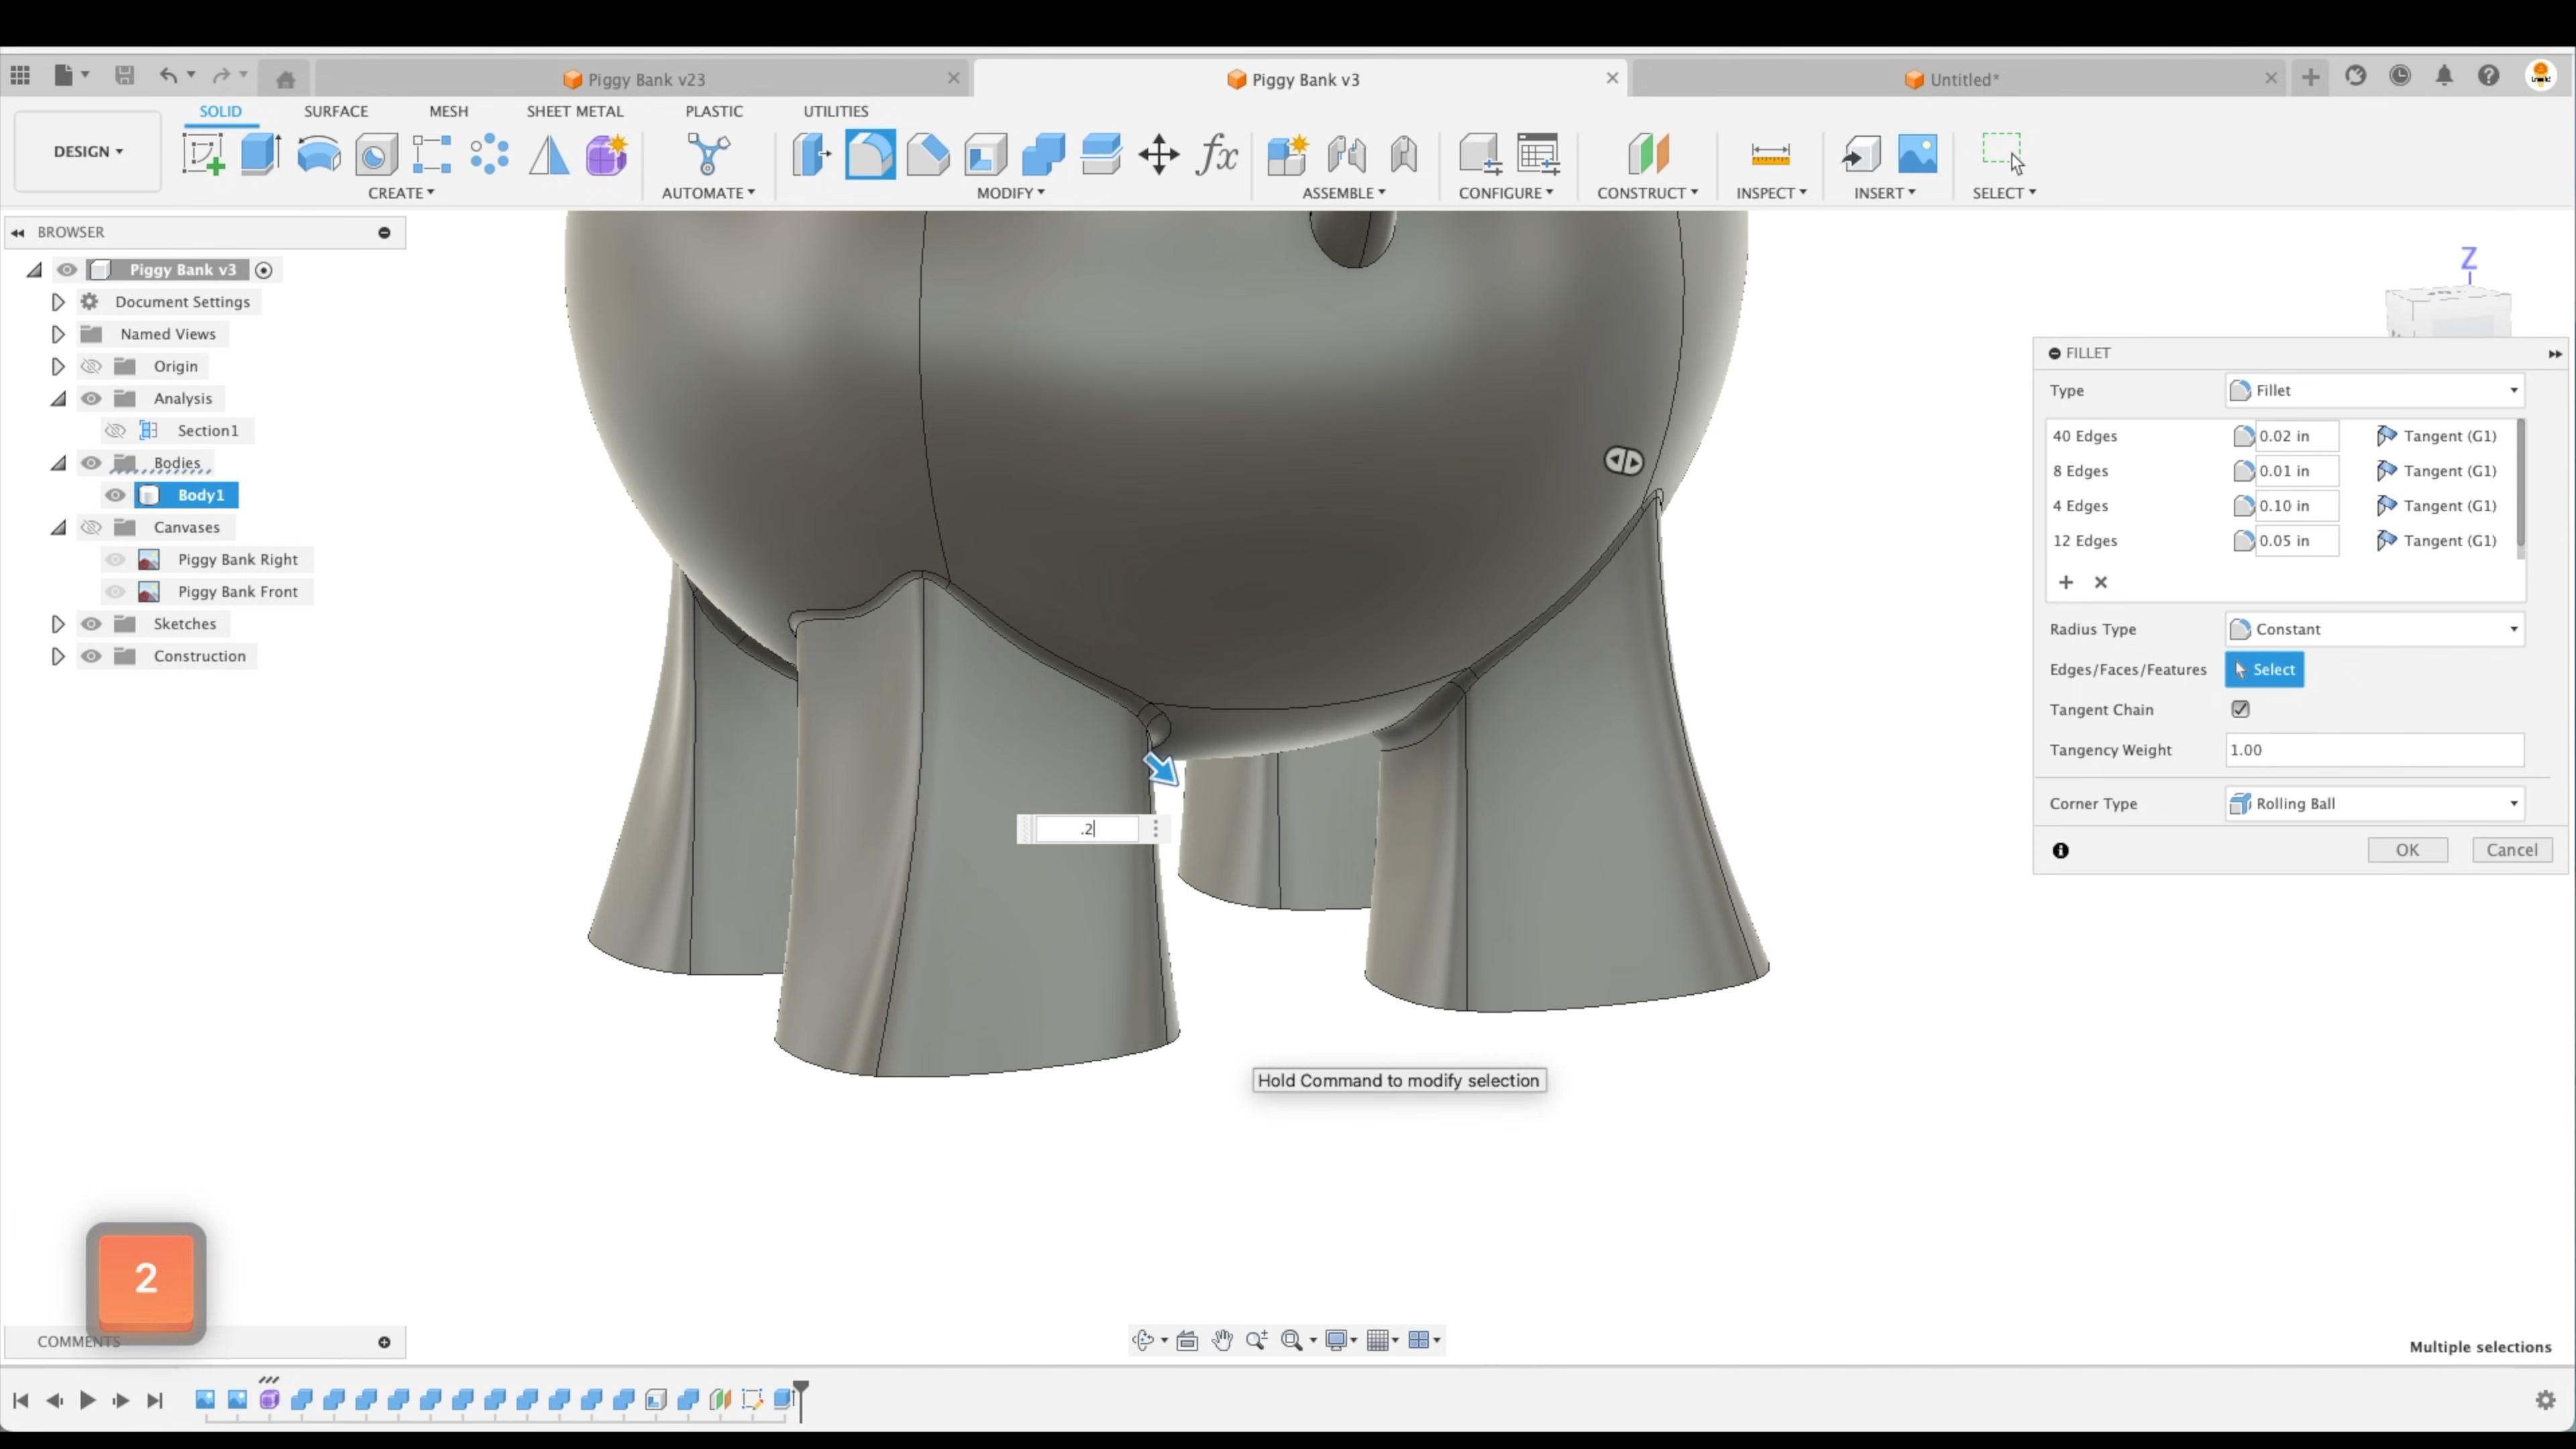 Piggy Bank v23
Piggy Bank v3
Untitled*
DESIGN
SOLID
SURFACE
MESH
SHEET METAL
PLASTIC
UTILITIES
CREATE
AUTOMATE
MODIFY
ASSEMBLE
CONFIGURE
CONSTRUCT
INSPECT
INSERT
SELECT
fx
BROWSER
Piggy Bank v3
Document Settings
Named Views
Origin
Analysis
Section1
Bodies
Body1
Canvases
Piggy Bank Right
Piggy Bank Front
Sketches
Construction
Z
FILLET
Type Fillet
40 Edges 0.02 in Tangent (G1)
8 Edges 0.01 in Tangent (G1)
4 Edges 0.10 in Tangent (G1)
12 Edges 0.05 in Tangent (G1)
Radius Type Constant
Edges/Faces/Features Select
Tangent Chain
Tangency Weight 1.00
Corner Type Rolling Ball
OK Cancel
.2
Hold Command to modify selection
2
COMMENTS
Multiple selections